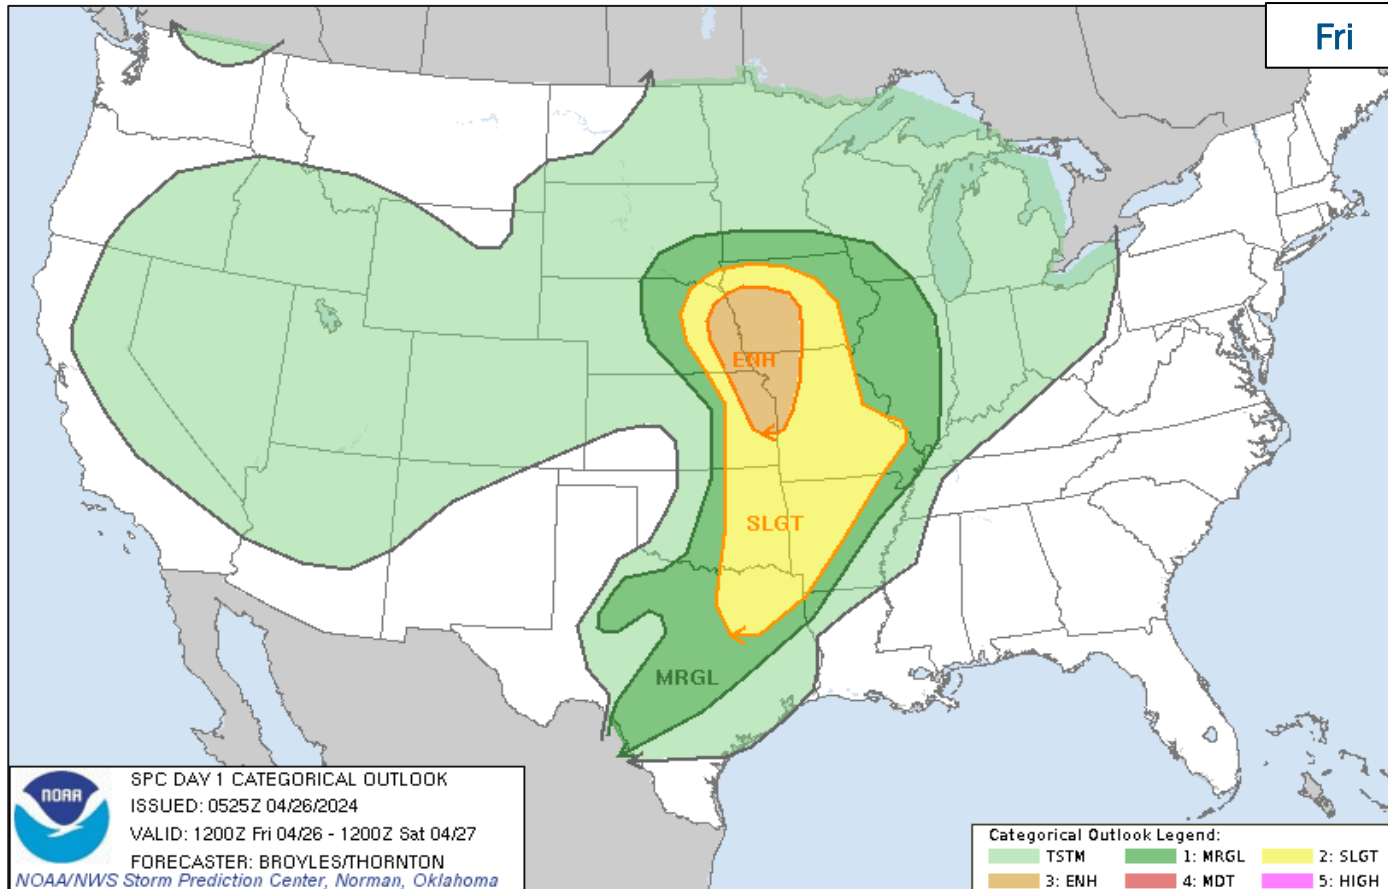 Fri
ENH
SLGT
MRGL
NOAA
SPC DAY 1 CATEGORICAL OUTLOOK
ISSUED: 0525Z 04/26/2024
VALID: 1200Z Fri 04/26 - 1200Z Sat 04/27
FORECASTER: BROYLES/THORNTON
NOAA/NWS Storm Prediction Center, Norman, Oklahoma
Categorical Outlook Legend:
TSTM 1: MRGL 2: SLGT
3: ENH 4: MDT 5: HIGH